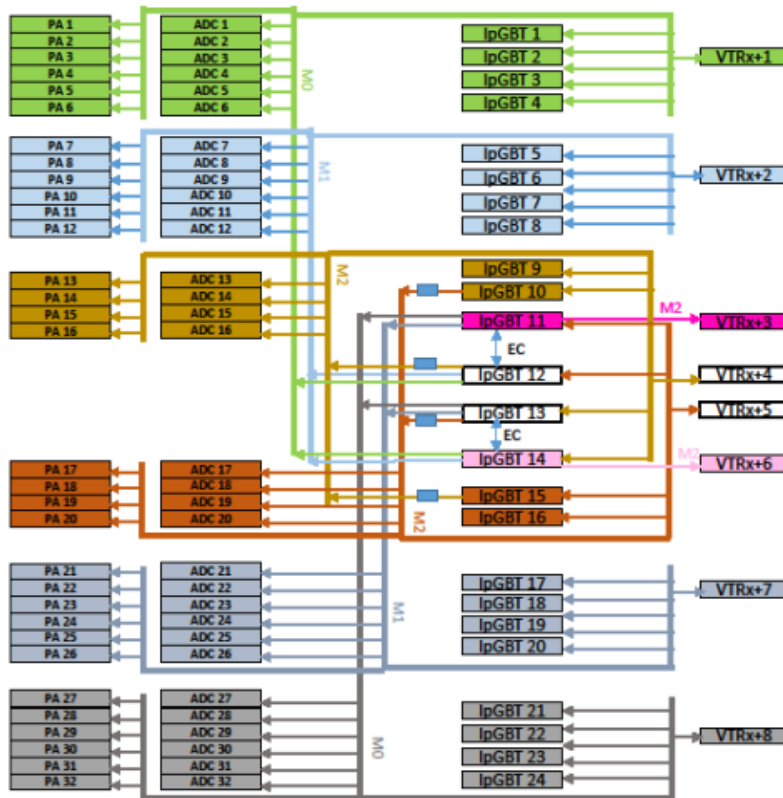 PA 1 ADC 1 lpGBT 1
PA 2 ADC 2 lpGBT 2 VTRx+1
PA 3 ADC 3 lpGBT 3
PA 4 ADC 4 lpGBT 4
PA 5 ADC 5
PA 6 ADC 6
M0
PA 7 ADC 7 lpGBT 5
PA 8 ADC 8 lpGBT 6 VTRx+2
PA 9 ADC 9 lpGBT 7
PA 10 ADC 10 lpGBT 8
PA 11 ADC 11
PA 12 ADC 12
M1
PA 13 ADC 13 lpGBT 9
PA 14 ADC 14 lpGBT 10
PA 15 ADC 15
PA 16 ADC 16
M2
lpGBT 11 M2 VTRx+3
EC
lpGBT 12 VTRx+4
lpGBT 13 VTRx+5
EC
lpGBT 14 M2 VTRx+6
PA 17 ADC 17 lpGBT 15
PA 18 ADC 18 lpGBT 16
PA 19 ADC 19
PA 20 ADC 20
M2
PA 21 ADC 21 lpGBT 17
PA 22 ADC 22 lpGBT 18 VTRx+7
PA 23 ADC 23 lpGBT 19
PA 24 ADC 24 lpGBT 20
PA 25 ADC 25
PA 26 ADC 26
M1
PA 27 ADC 27 lpGBT 21
PA 28 ADC 28 lpGBT 22
PA 29 ADC 29 lpGBT 23 VTRx+8
PA 30 ADC 30 lpGBT 24
PA 31 ADC 31
PA 32 ADC 32
M0